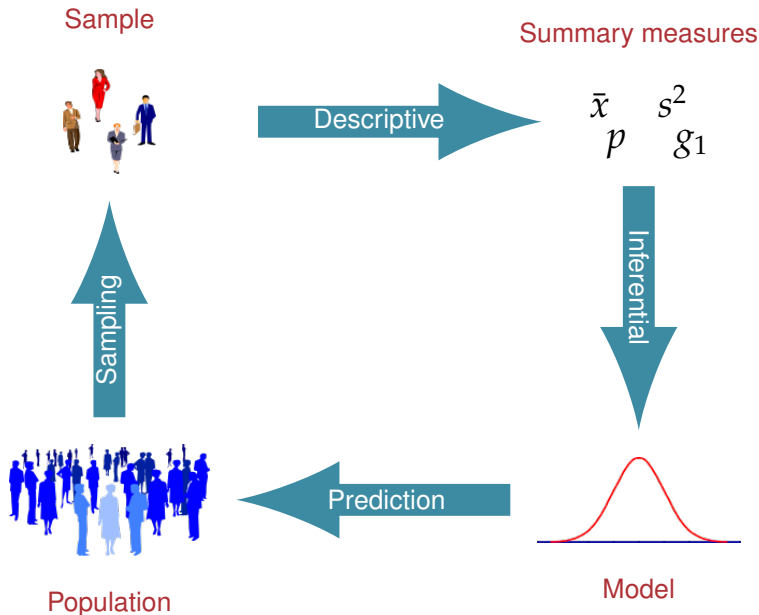 Sample
Summary measures
Descriptive
x̄ s²
p g₁
Sampling
Inferential
Prediction
Population
Model